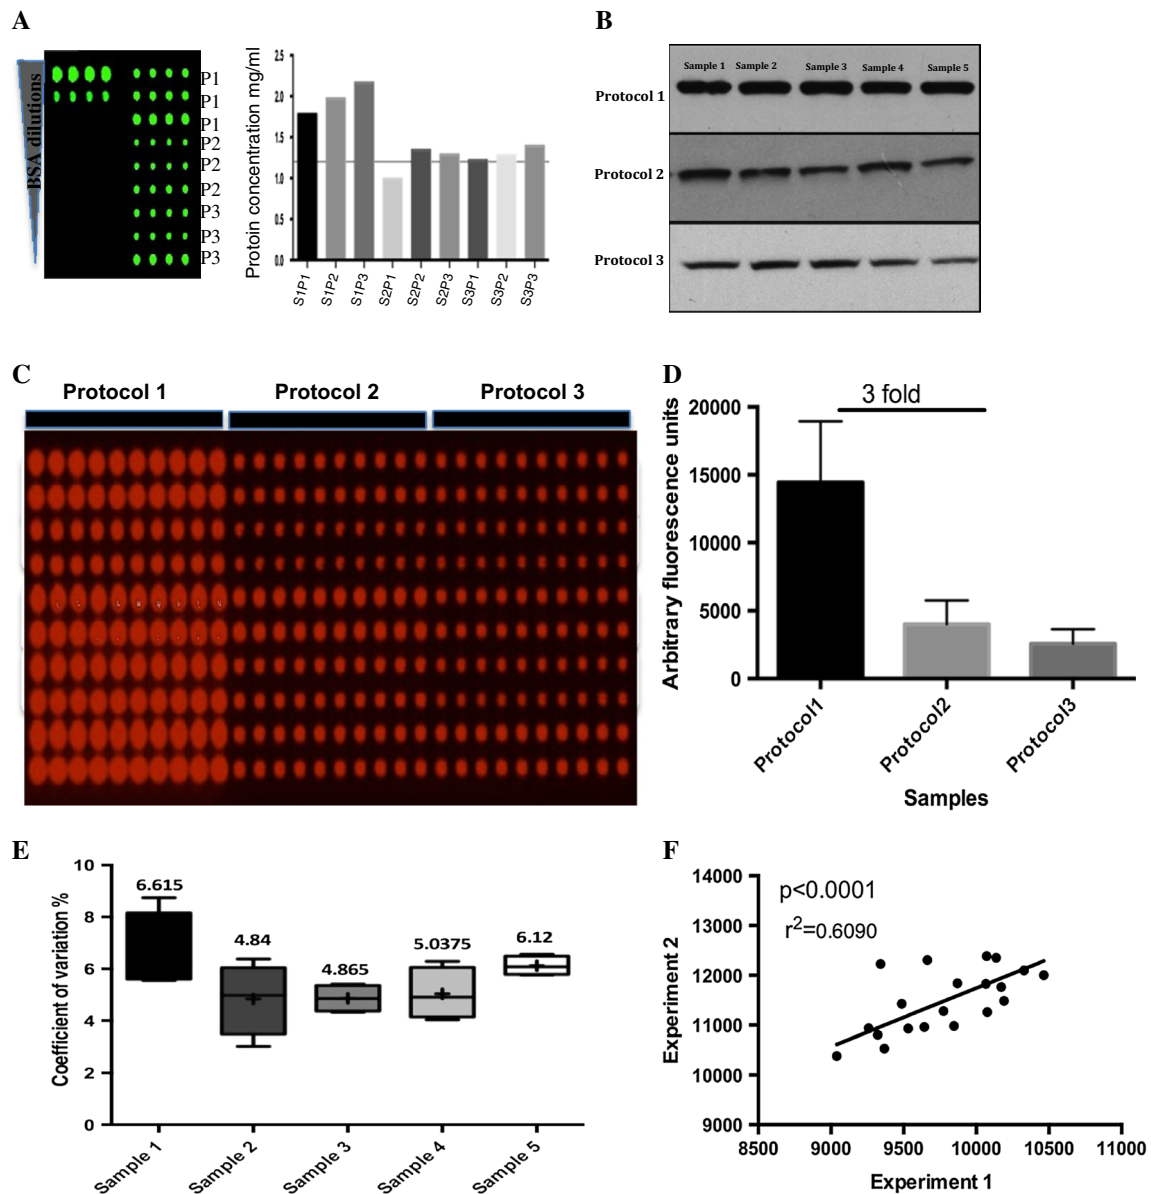 A
BSA dilutions
P1
P1
P1
P2
P2
P2
P3
P3
P3
Protoin concentration mg/ml
2.5
2.0
1.5
1.0
0.5
0.0
S1P1
S1P2
S1P3
S2P1
S2P2
S2P3
S3P1
S3P2
S3P3
B
Sample 1 Sample 2 Sample 3 Sample 4 Sample 5
Protocol 1
Protocol 2
Protocol 3
C
Protocol 1 Protocol 2 Protocol 3
D
3 fold
Arbitrary fluorescence units
20000
15000
10000
5000
0
Protocol1
Protocol2
Protocol3
Samples
E
Coefficient of variation %
10
8
6
4
2
0
6.615
4.84
4.865
5.0375
6.12
Sample 1
Sample 2
Sample 3
Sample 4
Sample 5
F
p<0.0001
r²=0.6090
Experiment 2
14000
13000
12000
11000
10000
9000
8500 9000 9500 10000 10500 11000
Experiment 1